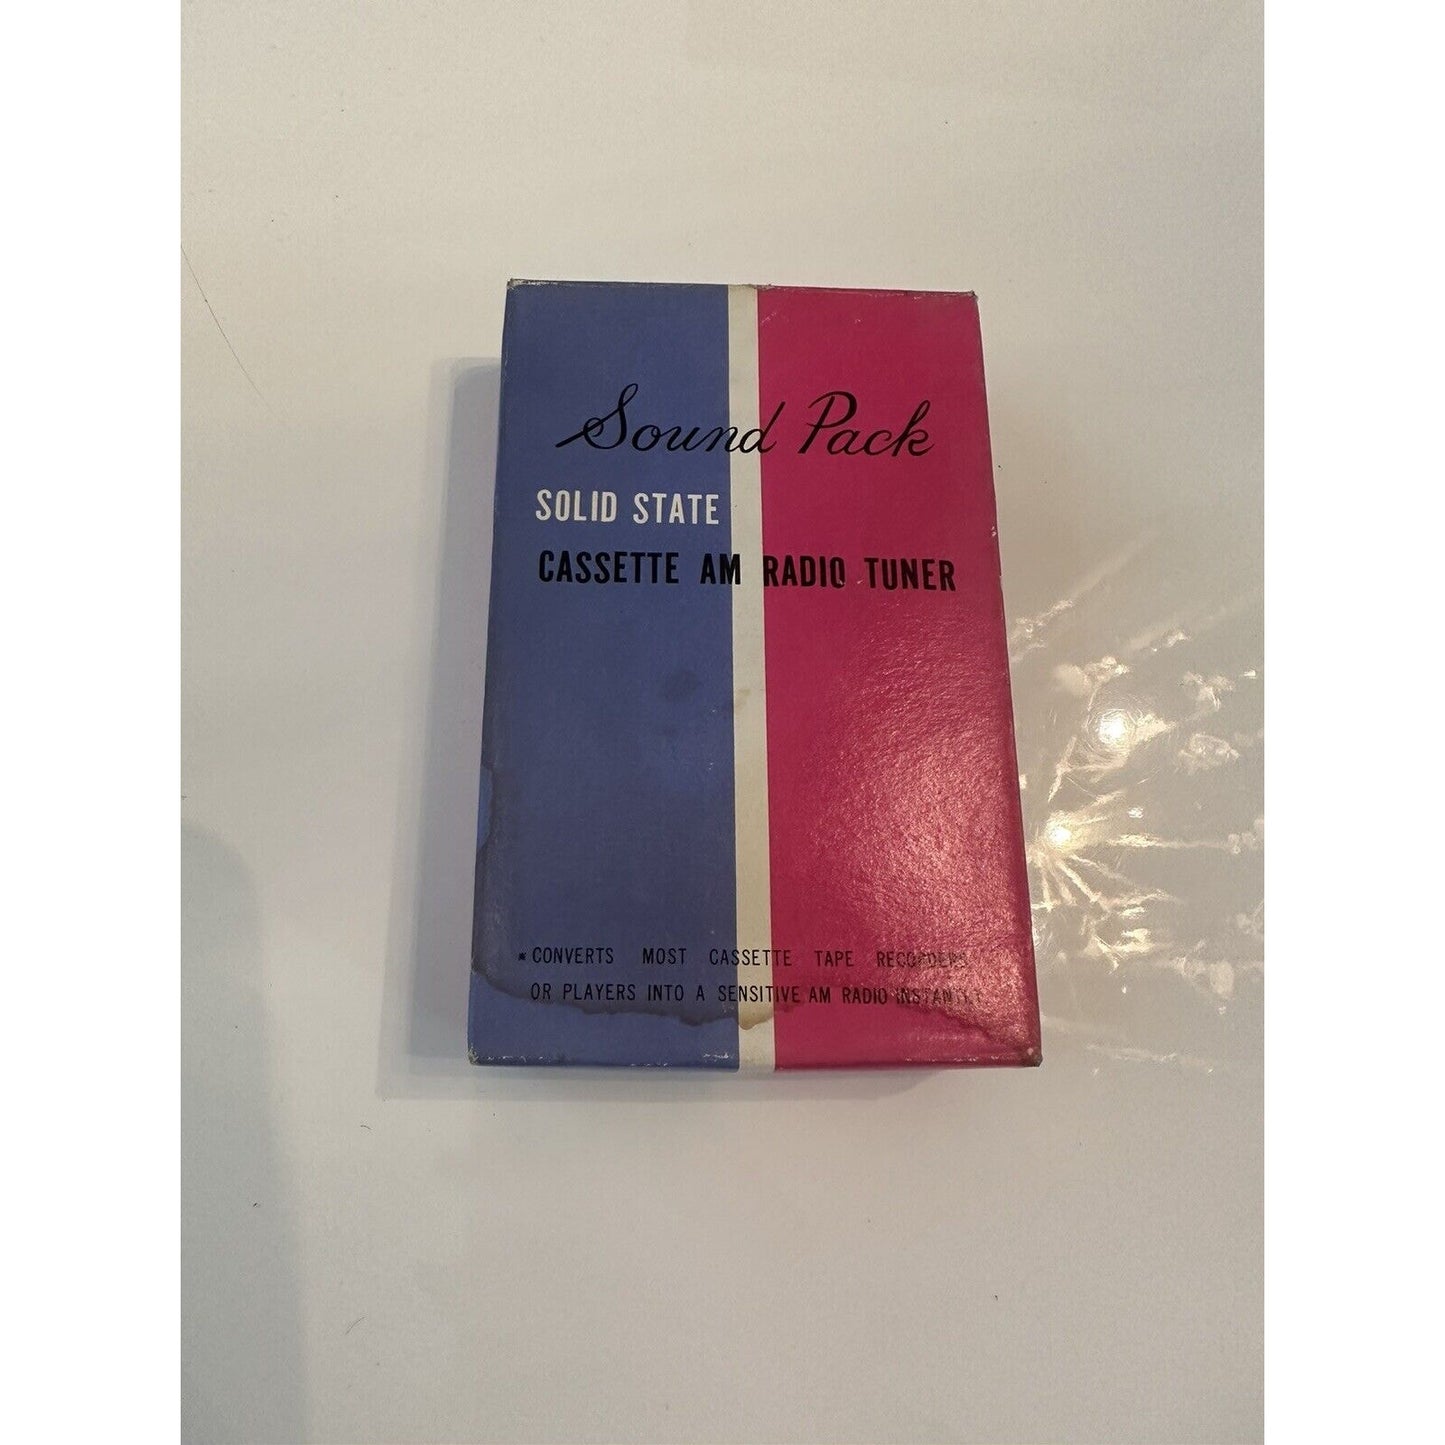 Sound Pack
SOLID STATE
CASSETTE AM RADIO TUNER
*CONVERTS MOST CASSETTE TAPE RECORDERS
OR PLAYERS INTO A SENSITIVE AM RADIO INSTANTLY